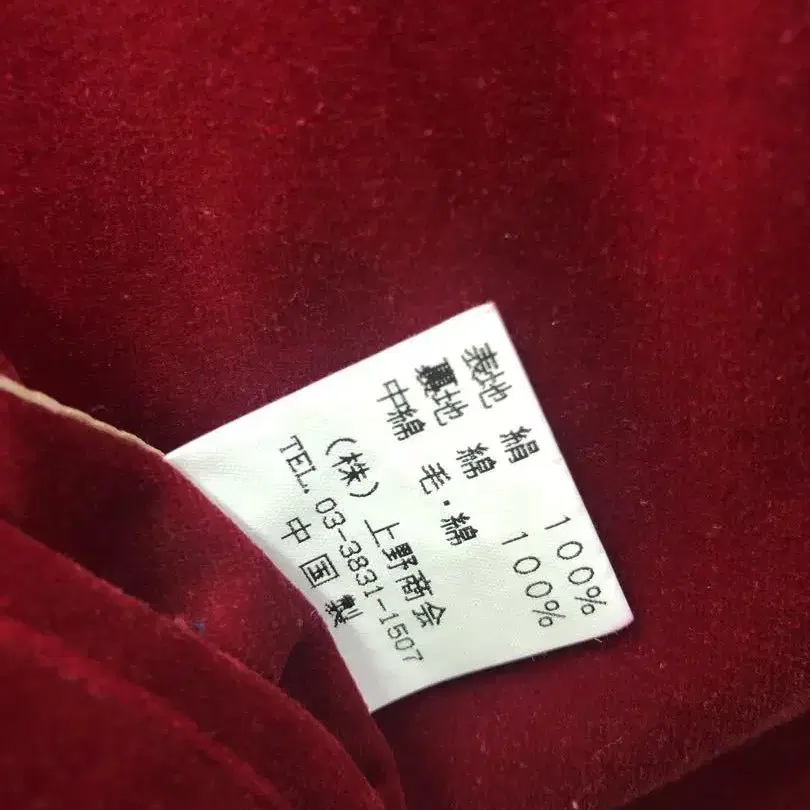 表地 絹 100%
裏地 綿 100%
中綿 毛・綿
(株) 上野商会
TEL. 03-3831-1507
中国製